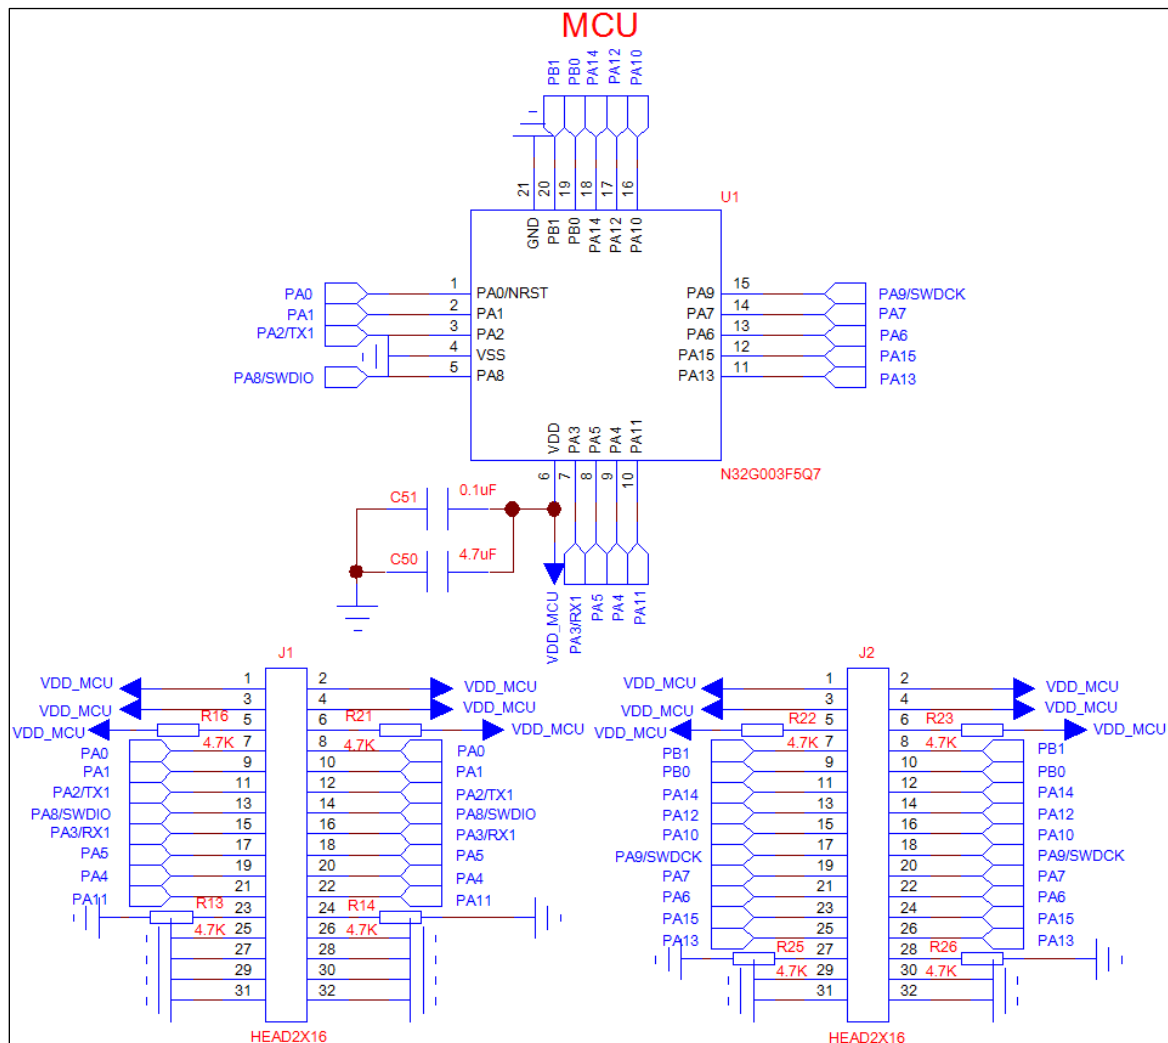 MCU
PB1 PB0 PA14 PA12 PA10
21 20 19 18 17 16
U1
GND PB1 PB0 PA14 PA12 PA10
PA0 1 PA0/NRST PA9 15 PA9/SWDCK
PA1 2 PA1 PA7 14 PA7
PA2/TX1 3 PA2 PA6 13 PA6
4 VSS PA15 12 PA15
PA8/SWDIO 5 PA8 PA13 11 PA13
VDD PA3 PA5 PA4 PA11
N32G003F5Q7
6 7 8 9 10
C51 0.1uF
C50 4.7uF
VDD_MCU PA3/RX1 PA5 PA4 PA11
J1
VDD_MCU 1 2 VDD_MCU
VDD_MCU 3 4 VDD_MCU
VDD_MCU R16 5 6 R21 VDD_MCU
PA0 4.7K 7 8 4.7K PA0
PA1 9 10 PA1
PA2/TX1 11 12 PA2/TX1
PA8/SWDIO 13 14 PA8/SWDIO
PA3/RX1 15 16 PA3/RX1
PA5 17 18 PA5
PA4 19 20 PA4
PA11 21 22 PA11
R13 23 24 R14
4.7K 25 26 4.7K
27 28
29 30
31 32
HEAD2X16
J2
VDD_MCU 1 2 VDD_MCU
VDD_MCU 3 4 VDD_MCU
VDD_MCU R22 5 6 R23 VDD_MCU
PB1 4.7K 7 8 4.7K PB1
PB0 9 10 PB0
PA14 11 12 PA14
PA12 13 14 PA12
PA10 15 16 PA10
PA9/SWDCK 17 18 PA9/SWDCK
PA7 19 20 PA7
PA6 21 22 PA6
PA15 23 24 PA15
PA13 25 26 PA13
R25 27 28 R26
4.7K 29 30 4.7K
31 32
HEAD2X16